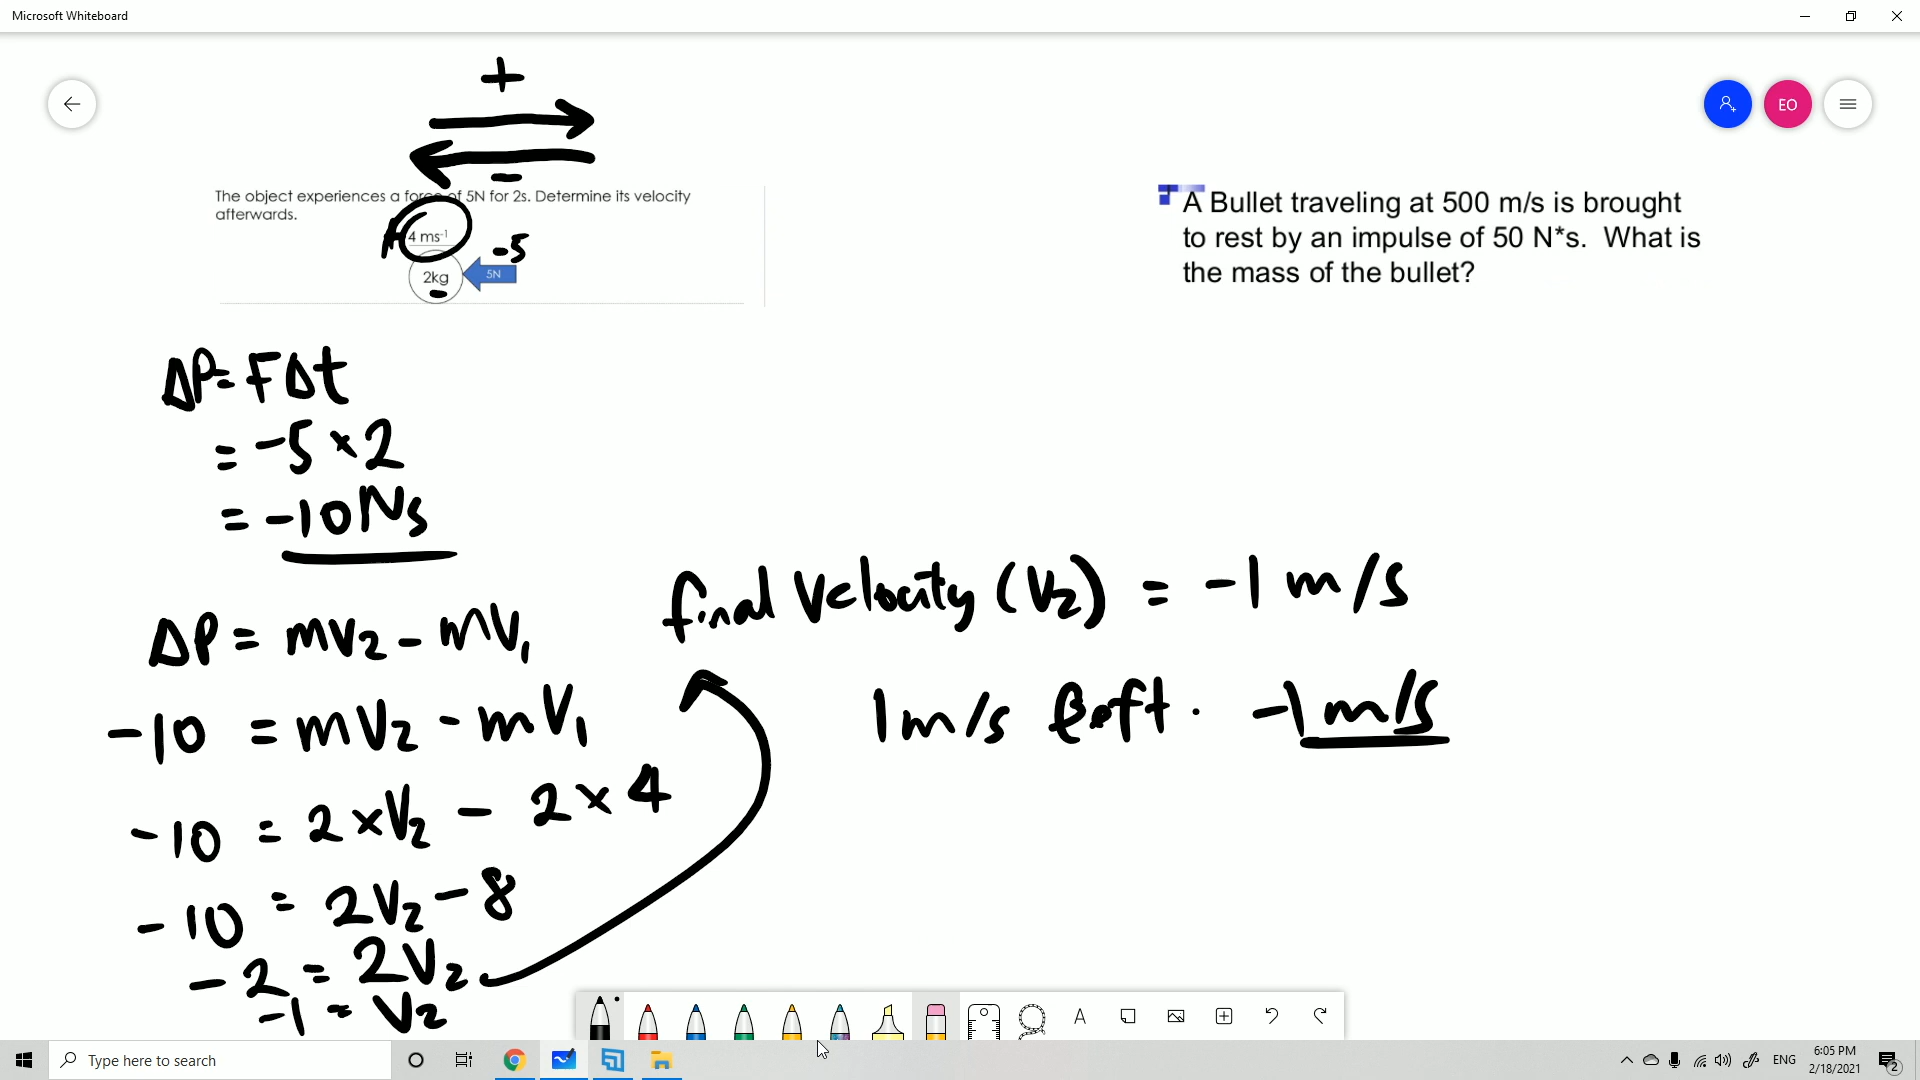 Microsoft Whiteboard
+
−
EO
The object experiences a force of 5N for 2s. Determine its velocity
afterwards.
4 ms⁻¹
-5
5N
2kg
A Bullet traveling at 500 m/s is brought
to rest by an impulse of 50 N*s. What is
the mass of the bullet?
ΔP = FΔt
= -5 × 2
= -10 Ns
ΔP = mV₂ - mV₁
-10 = mV₂ - mV₁
-10 = 2×V₂ - 2×4
-10 = 2V₂ - 8
-2 = 2V₂
-1 = V₂
final Velocity (V₂) = -1 m/s
1m/s left. -1m/s
A
Type here to search
ENG
6:05 PM
2/18/2021
2